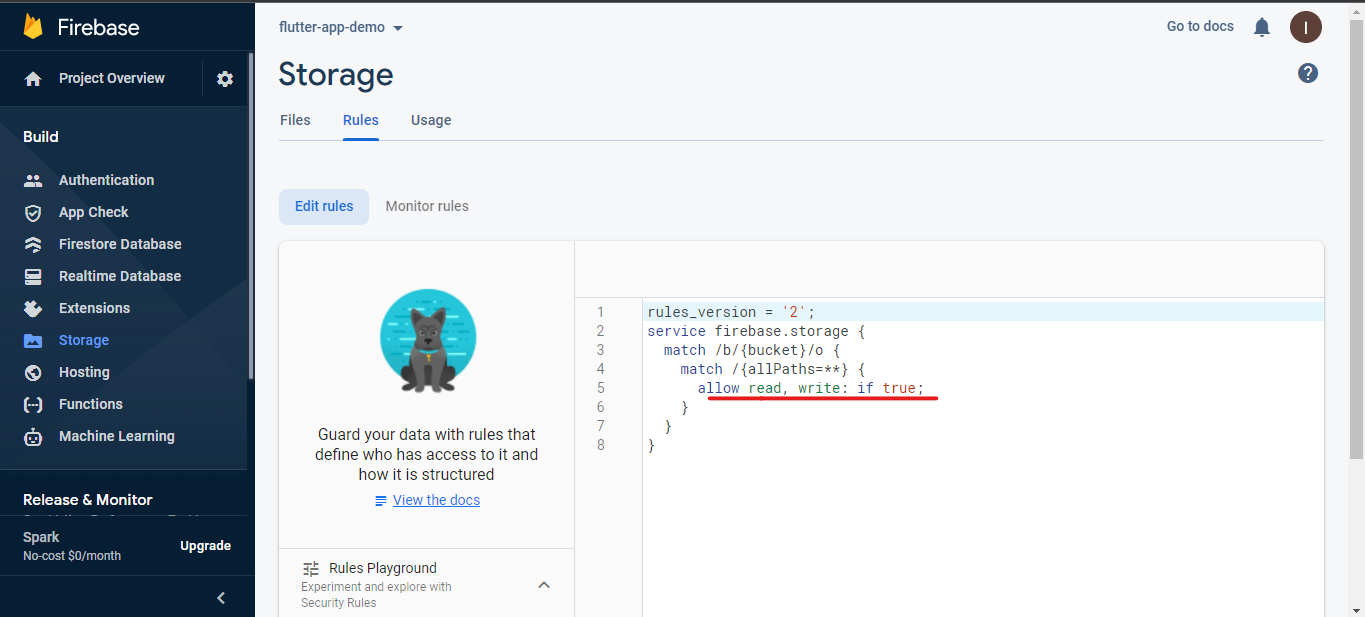 Firebase
Project Overview
Build
Authentication
App Check
Firestore Database
Realtime Database
Extensions
Storage
Hosting
Functions
Machine Learning
Release & Monitor
Spark
No-cost $0/month
Upgrade
flutter-app-demo
Go to docs
I
Storage
Files
Rules
Usage
Edit rules
Monitor rules
Guard your data with rules that
define who has access to it and
how it is structured
View the docs
Rules Playground
Experiment and explore with
Security Rules
1 rules_version = '2';
2 service firebase.storage {
3 match /b/{bucket}/o {
4 match /{allPaths=**} {
5 allow read, write: if true;
6 }
7 }
8 }